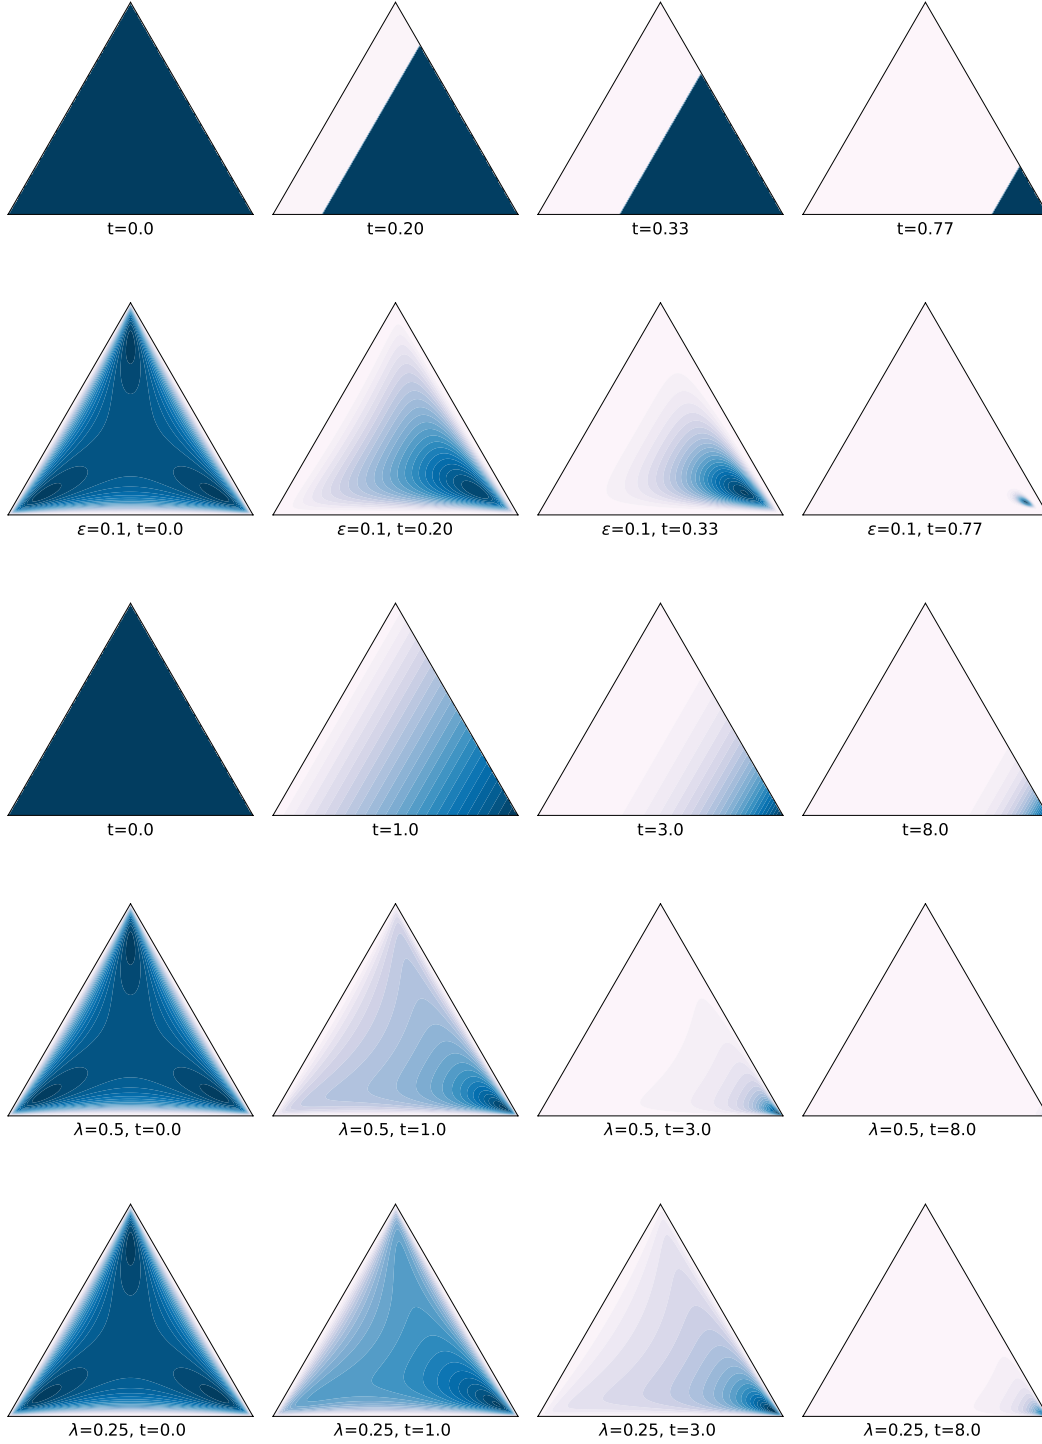 t=0.0
t=0.20
t=0.33
t=0.77
ε=0.1, t=0.0
ε=0.1, t=0.20
ε=0.1, t=0.33
ε=0.1, t=0.77
t=0.0
t=1.0
t=3.0
t=8.0
λ=0.5, t=0.0
λ=0.5, t=1.0
λ=0.5, t=3.0
λ=0.5, t=8.0
λ=0.25, t=0.0
λ=0.25, t=1.0
λ=0.25, t=3.0
λ=0.25, t=8.0